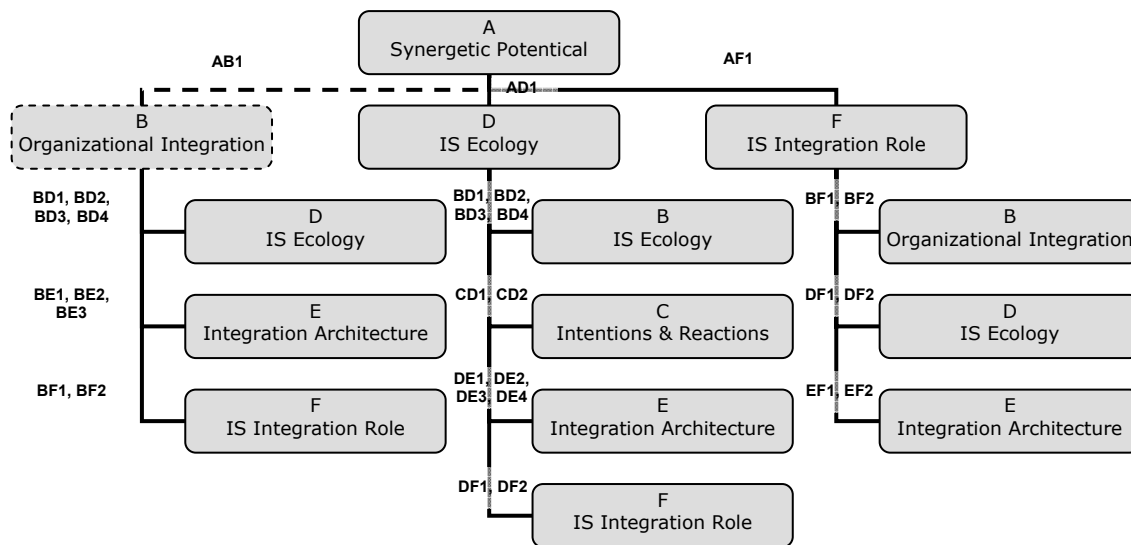 A
Synergetic Potentical
AB1
AD1
AF1
B
Organizational Integration
D
IS Ecology
F
IS Integration Role
BD1, BD2,
BD3, BD4
D
IS Ecology
BE1, BE2,
BE3
E
Integration Architecture
BF1, BF2
F
IS Integration Role
BD1, BD2,
BD3, BD4
B
IS Ecology
CD1, CD2
C
Intentions & Reactions
DE1, DE2,
DE3, DE4
E
Integration Architecture
DF1, DF2
F
IS Integration Role
BF1, BF2
B
Organizational Integration
DF1, DF2
D
IS Ecology
EF1, EF2
E
Integration Architecture